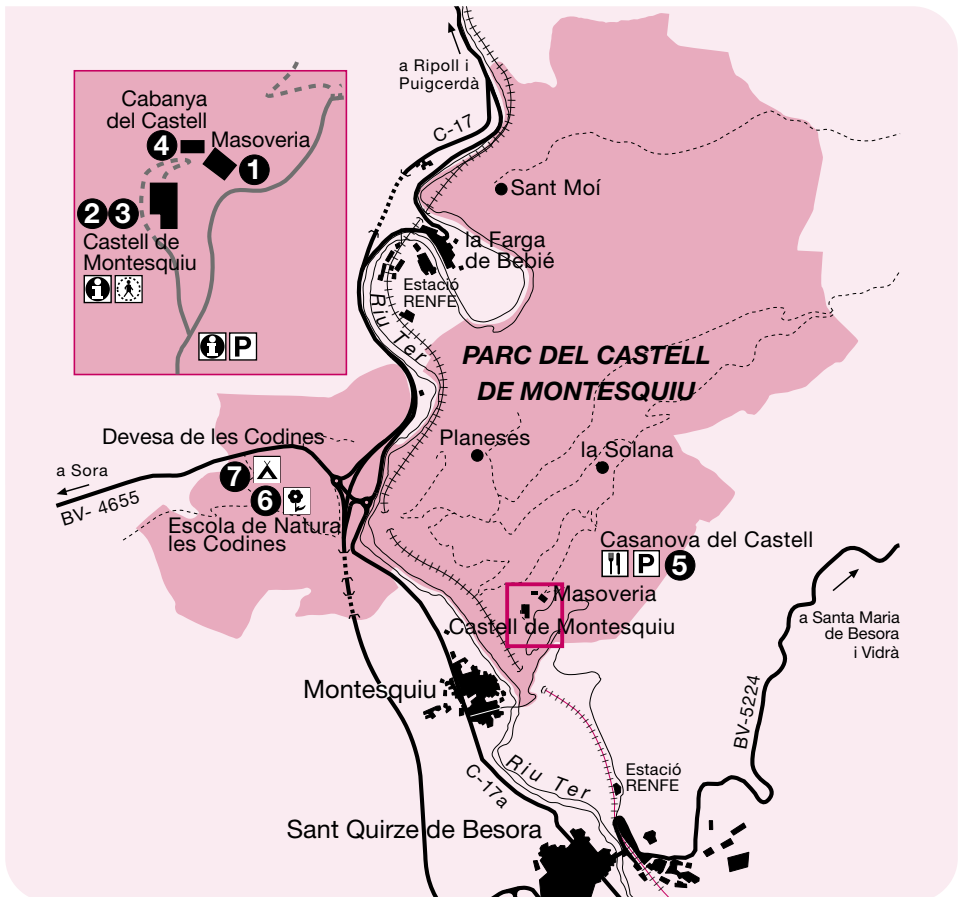 a Ripoll i
Puigcerdà
C-17
Cabanya
del Castell
4
Masoveria
1
2 3
Castell de
Montesquiu
i
i P
Sant Moí
la Farga
de Bebié
Estació
RENFE
Riu Ter
PARC DEL CASTELL
DE MONTESQUIU
Devesa de les Codines
Planeses
la Solana
a Sora
BV- 4655
7
6
Escola de Natura
les Codines
Casanova del Castell
P 5
Masoveria
Castell de Montesquiu
a Santa Maria
de Besora
i Vidrà
Montesquiu
BV-5224
Riu Ter
C-17a
Estació
RENFE
Sant Quirze de Besora